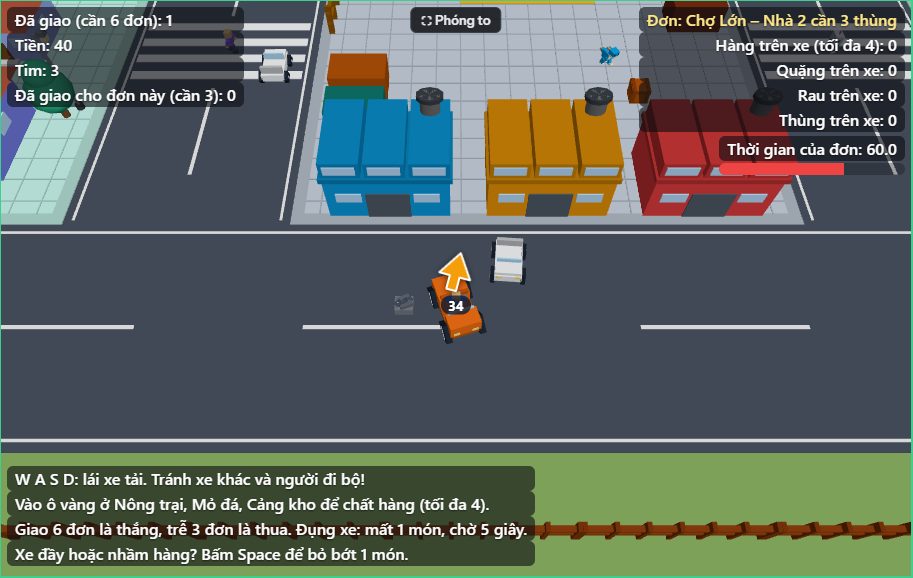 Đã giao (cần 6 đơn): 1
Phóng to
Đơn: Chợ Lớn – Nhà 2 cần 3 thùng
Tiền: 40
Hàng trên xe (tối đa 4): 0
Tim: 3
Quặng trên xe: 0
Đã giao cho đơn này (cần 3): 0
Rau trên xe: 0
Thùng trên xe: 0
Thời gian của đơn: 60.0
34
W A S D: lái xe tải. Tránh xe khác và người đi bộ!
Vào ô vàng ở Nông trại, Mỏ đá, Cảng kho để chất hàng (tối đa 4).
Giao 6 đơn là thắng, trễ 3 đơn là thua. Đụng xe: mất 1 món, chờ 5 giây.
Xe đầy hoặc nhầm hàng? Bấm Space để bỏ bớt 1 món.